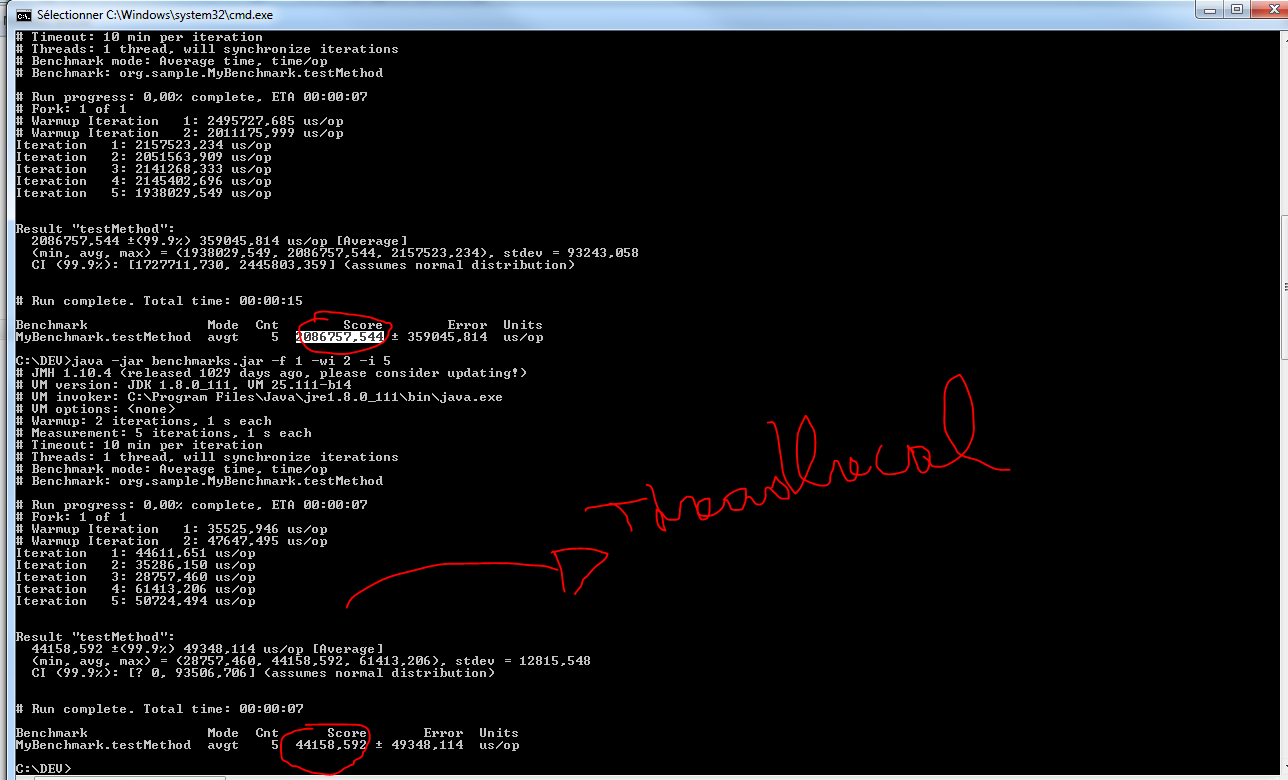 Sélectionner C:\Windows\system32\cmd.exe
# Timeout: 10 min per iteration
# Threads: 1 thread, will synchronize iterations
# Benchmark mode: Average time, time/op
# Benchmark: org.sample.MyBenchmark.testMethod
# Run progress: 0,00% complete, ETA 00:00:07
# Fork: 1 of 1
# Warmup Iteration   1: 2495727,685 us/op
# Warmup Iteration   2: 2011175,999 us/op
Iteration   1: 2157523,234 us/op
Iteration   2: 2051563,909 us/op
Iteration   3: 2141268,333 us/op
Iteration   4: 2145402,696 us/op
Iteration   5: 1938029,549 us/op
Result "testMethod":
2086757,544 ±(99.9%) 359045,814 us/op [Average]
(min, avg, max) = (1938029,549, 2086757,544, 2157523,234), stdev = 93243,058
CI (99.9%): [1727711,730, 2445803,359] (assumes normal distribution)
# Run complete. Total time: 00:00:15
Benchmark Mode Cnt Score Error Units
MyBenchmark.testMethod avgt 5 2086757,544 ± 359045,814 us/op
C:\DEV>java -jar benchmarks.jar -f 1 -wi 2 -i 5
# JMH 1.10.4 (released 1029 days ago, please consider updating!)
# VM version: JDK 1.8.0_111, VM 25.111-b14
# VM invoker: C:\Program Files\Java\jre1.8.0_111\bin\java.exe
# VM options: <none>
# Warmup: 2 iterations, 1 s each
# Measurement: 5 iterations, 1 s each
# Timeout: 10 min per iteration
# Threads: 1 thread, will synchronize iterations
# Benchmark mode: Average time, time/op
# Benchmark: org.sample.MyBenchmark.testMethod
# Run progress: 0,00% complete, ETA 00:00:07
# Fork: 1 of 1
# Warmup Iteration   1: 35525,946 us/op
# Warmup Iteration   2: 47647,495 us/op
Iteration   1: 44611,651 us/op
Iteration   2: 35286,150 us/op
Iteration   3: 28757,460 us/op
Iteration   4: 61413,206 us/op
Iteration   5: 50724,494 us/op
Threadlocal
Result "testMethod":
44158,592 ±(99.9%) 49348,114 us/op [Average]
(min, avg, max) = (28757,460, 44158,592, 61413,206), stdev = 12815,548
CI (99.9%): [? 0, 93506,706] (assumes normal distribution)
# Run complete. Total time: 00:00:07
Benchmark Mode Cnt Score Error Units
MyBenchmark.testMethod avgt 5 44158,592 ± 49348,114 us/op
C:\DEV>